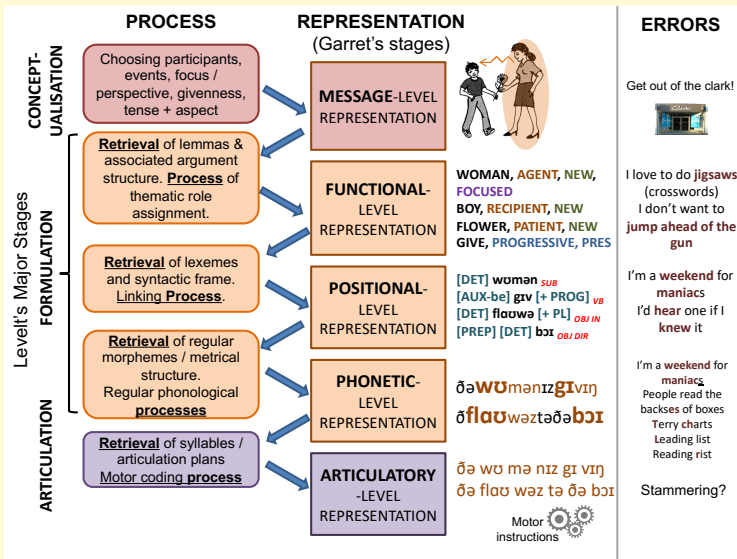 PROCESS
REPRESENTATION
(Garret's stages)
ERRORS
Levelt's Major Stages
CONCEPT-
UALISATION
FORMULATION
ARTICULATION
Choosing participants,
events, focus /
perspective, givenness,
tense + aspect
MESSAGE-LEVEL
REPRESENTATION
Get out of the clark!
Clarks
Retrieval of lemmas &
associated argument
structure. Process of
thematic role
assignment.
FUNCTIONAL-
LEVEL
REPRESENTATION
WOMAN, AGENT, NEW,
FOCUSED
BOY, RECIPIENT, NEW
FLOWER, PATIENT, NEW
GIVE, PROGRESSIVE, PRES
I love to do jigsaws
(crosswords)
I don't want to
jump ahead of the
gun
Retrieval of lexemes
and syntactic frame.
Linking Process.
POSITIONAL-
LEVEL
REPRESENTATION
[DET] wʊmən SUB
[AUX-be] gɪv [+ PROG] VB
[DET] flaʊwə [+ PL] OBJ IN
[PREP] [DET] bɔɪ OBJ DIR
I'm a weekend for
maniacs
I'd hear one if I
knew it
Retrieval of regular
morphemes / metrical
structure.
Regular phonological
processes
PHONETIC-
LEVEL
REPRESENTATION
ðəwʊmənɪzgɪvɪŋ
ðflaʊwəztəðəbɔɪ
I'm a weekend for
maniacs
People read the
backses of boxes
Terry charts
Leading list
Reading rist
Retrieval of syllables /
articulation plans
Motor coding process
ARTICULATORY
-LEVEL
REPRESENTATION
ðə wʊ mə nɪz gɪ vɪŋ
ðə flaʊ wəz tə ðə bɔɪ
Motor
instructions
Stammering?